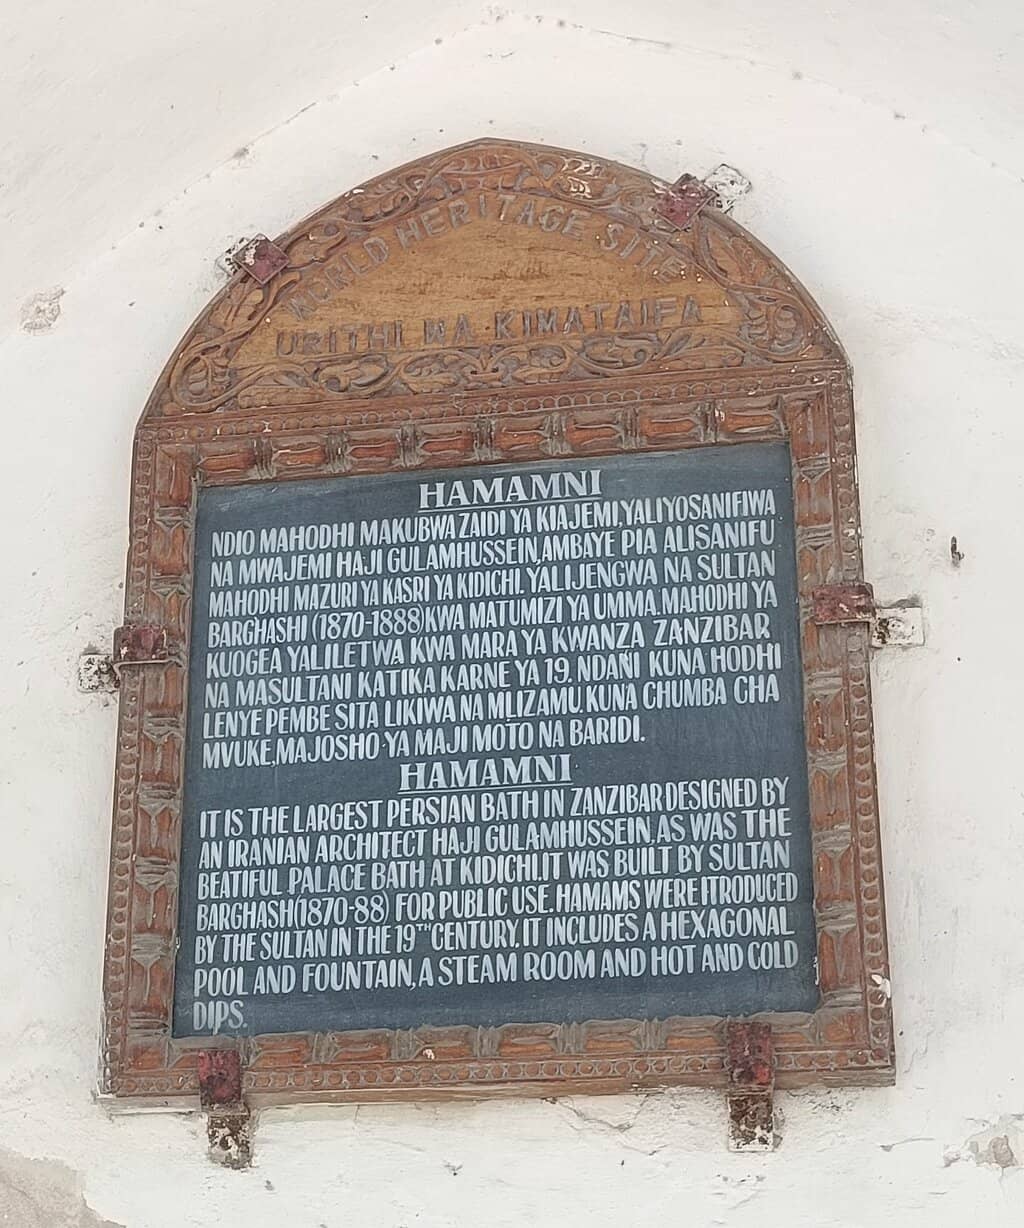 WORLD HERITAGE SITE
URITHI WA KIMATAIFA
HAMAMNI
NDIO MAHODHI MAKUBWA ZAIDI YA KIAJEMI, YALIYOSANIFIWA
NA MWAJEMI HAJI GULAMHUSSEIN, AMBAYE PIA ALISANIFU
MAHODHI MAZURI YA KASRI YA KIDICHI. YALIJENGWA NA SULTAN
BARGHASHI (1870-1888) KWA MATUMIZI YA UMMA. MAHODHI YA
KUOGEA YALILETWA KWA MARA YA KWANZA ZANZIBAR
NA MASULTANI KATIKA KARNE YA 19. NDANI KUNA HODHI
LENYE PEMBE SITA LIKIWA NA MLIZAMU. KUNA CHUMBA CHA
MVUKE, MAJOSHO YA MAJI MOTO NA BARIDI.
HAMAMNI
IT IS THE LARGEST PERSIAN BATH IN ZANZIBAR DESIGNED BY
AN IRANIAN ARCHITECT HAJI GULAMHUSSEIN, AS WAS THE
BEATIFUL PALACE BATH AT KIDICHI. IT WAS BUILT BY SULTAN
BARGHASH (1870-88) FOR PUBLIC USE. HAMAMS WERE ITRODUCED
BY THE SULTAN IN THE 19TH CENTURY. IT INCLUDES A HEXAGONAL
POOL AND FOUNTAIN, A STEAM ROOM AND HOT AND COLD
DIPS.